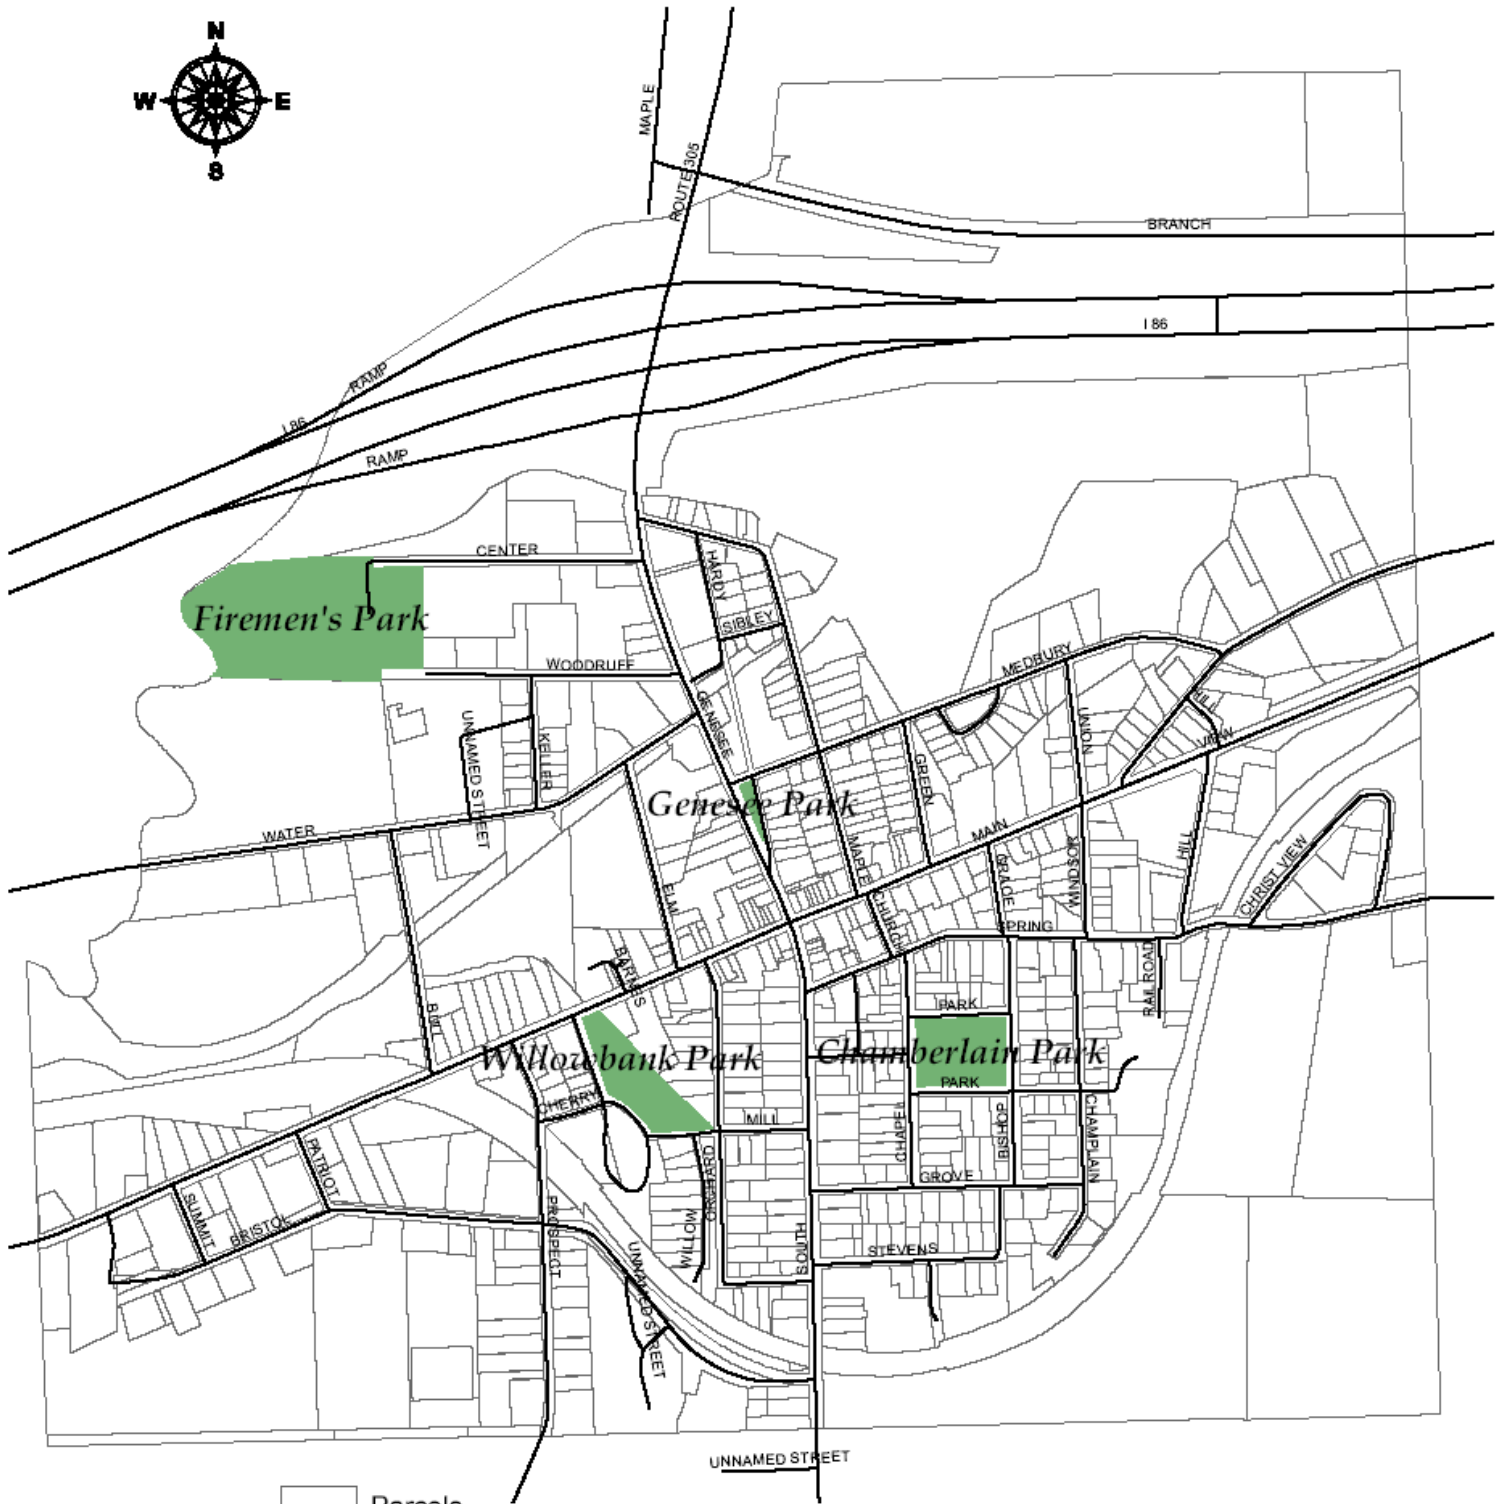 N
W E
S
MAPLE
ROUTE 305
BRANCH
I 86
RAMP
I 86
RAMP
CENTER
HARDY
Firemen's Park
SIBLEY
WOODRUFF
MEDBURY
GENESEE
UNNAMED STREET
KELLER
UNION
HILL
VIEW
GREEN
Genesee Park
WATER
MAIN
MAPLE
GRACE
WINDSOR
HILL
CHRIST VIEW
ELM
CHURCH
SPRING
BARNES
RAILROAD
BULL
PARK
Willowbank Park
Chamberlain Park
PARK
CHERRY
MILL
CHAPEL
BISHOP
CHAMPLAIN
PATRIOT
ORCHARD
GROVE
SUMMIT
BRISTOL
PROSPECT
WILLOW
SOUTH
STEVENS
UNNAMED STREET
UNNAMED STREET
Parcels